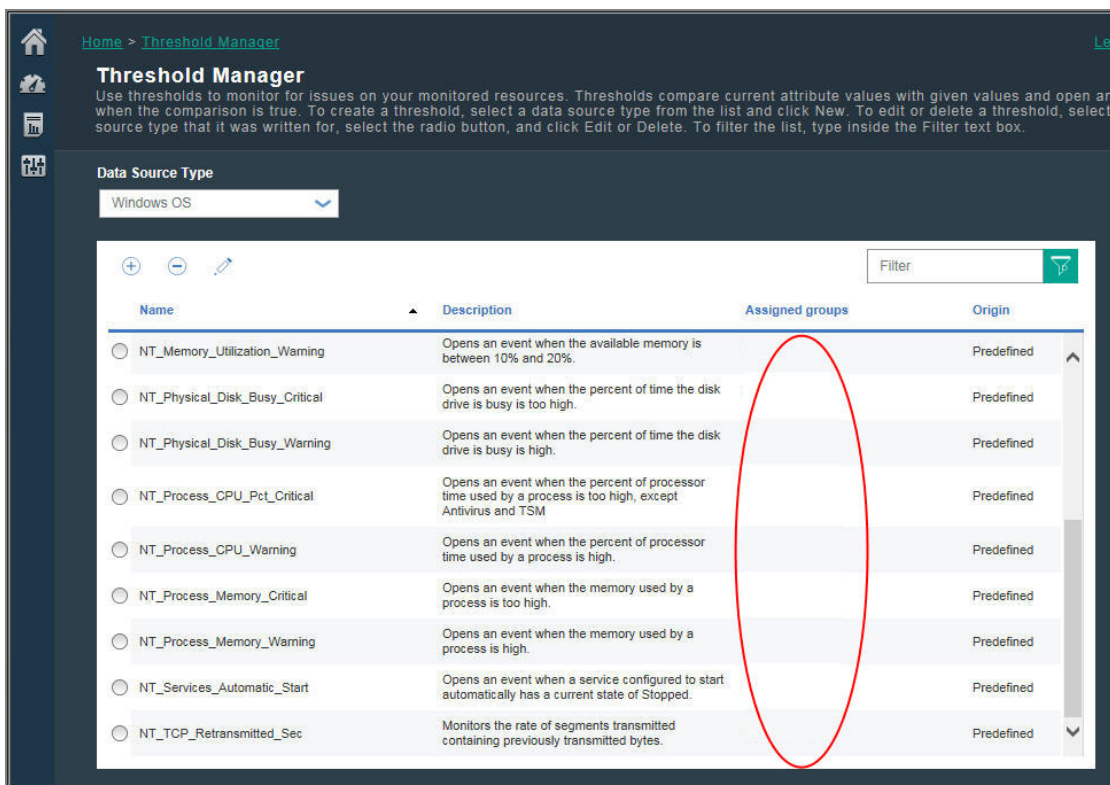 Home > Threshold Manager
Le
Threshold Manager
Use thresholds to monitor for issues on your monitored resources. Thresholds compare current attribute values with given values and open an
when the comparison is true. To create a threshold, select a data source type from the list and click New. To edit or delete a threshold, select
source type that it was written for, select the radio button, and click Edit or Delete. To filter the list, type inside the Filter text box.
Data Source Type
Windows OS
Filter
Name Description Assigned groups Origin
NT_Memory_Utilization_Warning Opens an event when the available memory is
between 10% and 20%. Predefined
NT_Physical_Disk_Busy_Critical Opens an event when the percent of time the disk
drive is busy is too high. Predefined
NT_Physical_Disk_Busy_Warning Opens an event when the percent of time the disk
drive is busy is high. Predefined
NT_Process_CPU_Pct_Critical Opens an event when the percent of processor
time used by a process is too high, except
Antivirus and TSM Predefined
NT_Process_CPU_Warning Opens an event when the percent of processor
time used by a process is high. Predefined
NT_Process_Memory_Critical Opens an event when the memory used by a
process is too high. Predefined
NT_Process_Memory_Warning Opens an event when the memory used by a
process is high. Predefined
NT_Services_Automatic_Start Opens an event when a service configured to start
automatically has a current state of Stopped. Predefined
NT_TCP_Retransmitted_Sec Monitors the rate of segments transmitted
containing previously transmitted bytes. Predefined